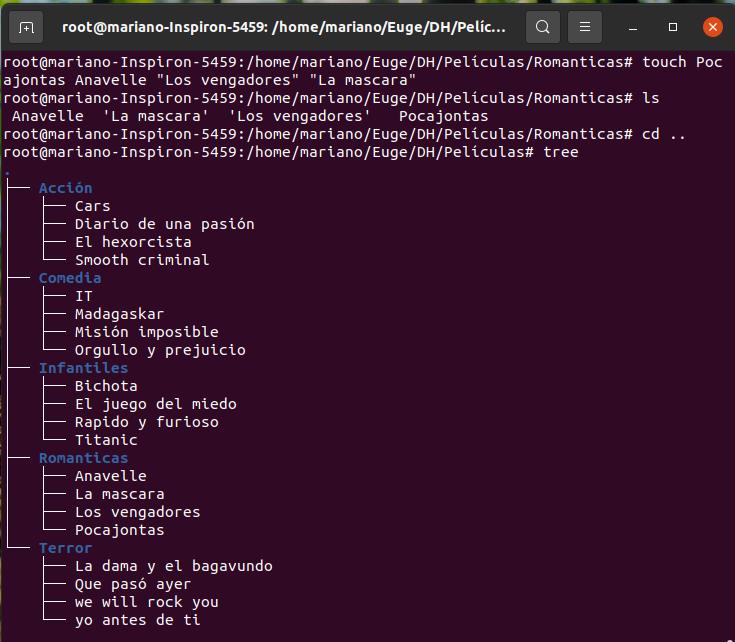 root@mariano-Inspiron-5459: /home/mariano/Euge/DH/Pelíc...
root@mariano-Inspiron-5459:/home/mariano/Euge/DH/Películas/Romanticas# touch Poc
ajontas Anavelle "Los vengadores" "La mascara"
root@mariano-Inspiron-5459:/home/mariano/Euge/DH/Películas/Romanticas# ls
Anavelle  'La mascara'  'Los vengadores'   Pocajontas
root@mariano-Inspiron-5459:/home/mariano/Euge/DH/Películas/Romanticas# cd ..
root@mariano-Inspiron-5459:/home/mariano/Euge/DH/Películas# tree
.
├── Acción
│   ├── Cars
│   ├── Diario de una pasión
│   ├── El hexorcista
│   └── Smooth criminal
├── Comedia
│   ├── IT
│   ├── Madagaskar
│   ├── Misión imposible
│   └── Orgullo y prejuicio
├── Infantiles
│   ├── Bichota
│   ├── El juego del miedo
│   ├── Rapido y furioso
│   └── Titanic
├── Romanticas
│   ├── Anavelle
│   ├── La mascara
│   ├── Los vengadores
│   └── Pocajontas
└── Terror
    ├── La dama y el bagavundo
    ├── Que pasó ayer
    ├── we will rock you
    └── yo antes de ti